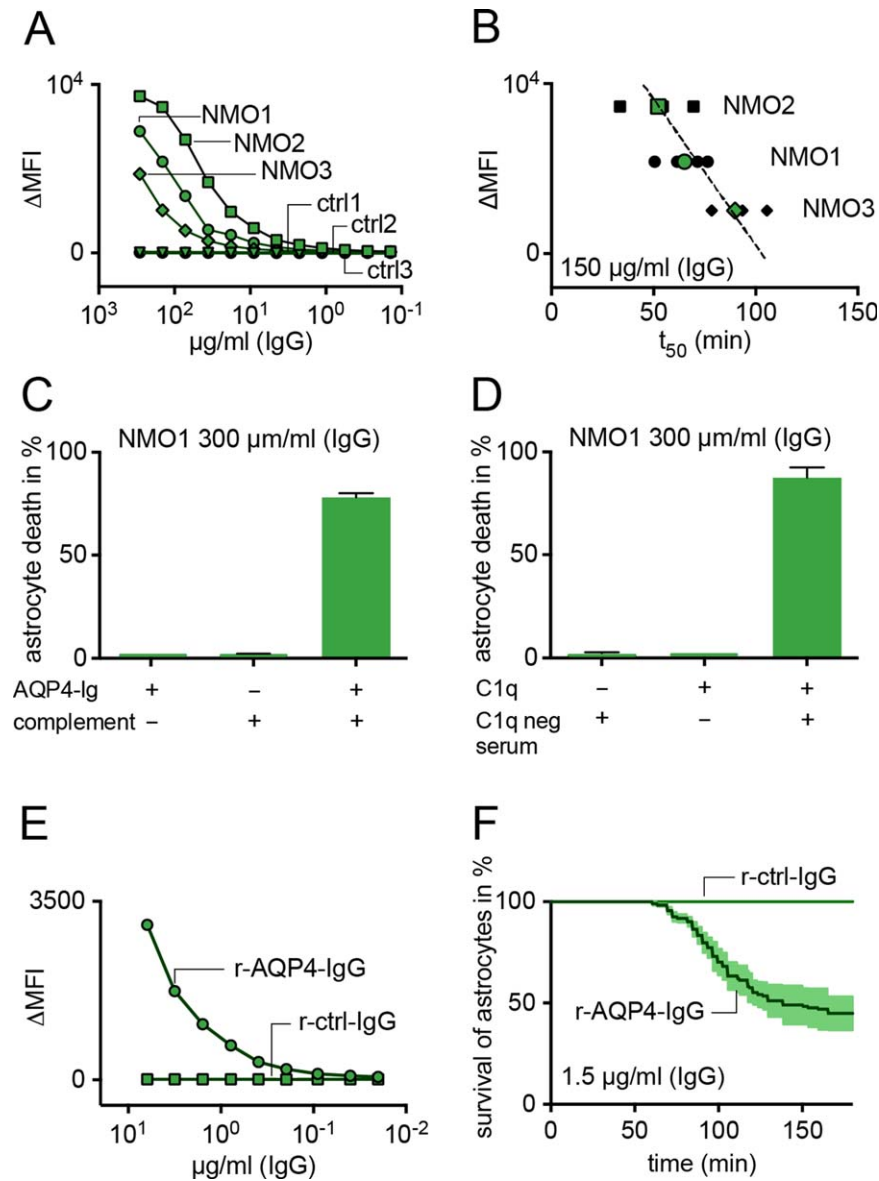 A
10⁴
ΔMFI
0
NMO1
NMO2
NMO3
ctrl1
ctrl2
ctrl3
10³ 10² 10¹ 10⁰ 10⁻¹
µg/ml (IgG)
B
10⁴
ΔMFI
0
NMO2
NMO1
NMO3
150 µg/ml (IgG)
0 50 100 150
t₅₀ (min)
C
NMO1 300 µm/ml (IgG)
astrocyte death in %
100
50
0
AQP4-Ig + – +
complement – + +
D
NMO1 300 µm/ml (IgG)
astrocyte death in %
100
50
0
C1q – + +
C1q neg + – +
serum
E
3500
ΔMFI
0
r-AQP4-IgG
r-ctrl-IgG
10¹ 10⁰ 10⁻¹ 10⁻²
µg/ml (IgG)
F
r-ctrl-IgG
survival of astrocytes in %
100
50
0
r-AQP4-IgG
1.5 µg/ml (IgG)
0 50 100 150
time (min)